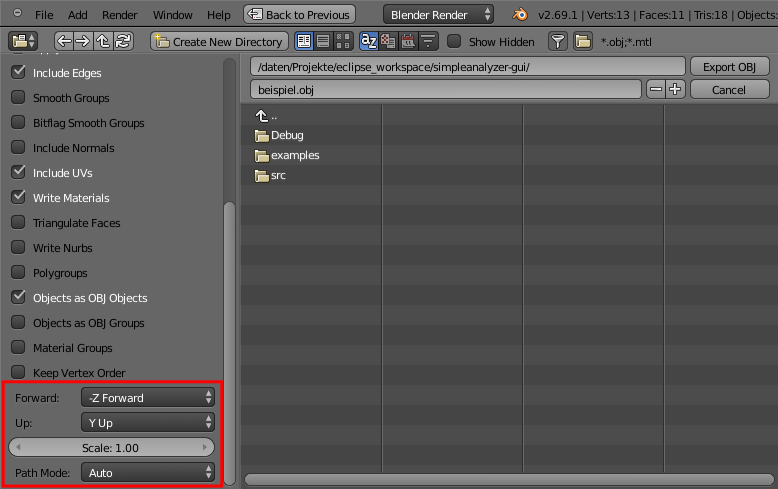 File Add Render Window Help Back to Previous Blender Render v2.69.1 | Verts:13 | Faces:11 | Tris:18 | Objects:
Create New Directory Show Hidden *.obj;*.mtl
/daten/Projekte/eclipse_workspace/simpleanalyzer-gui/ Export OBJ
beispiel.obj Cancel
Include Edges
Smooth Groups
Bitflag Smooth Groups
Include Normals
Include UVs
Write Materials
Triangulate Faces
Write Nurbs
Polygroups
Objects as OBJ Objects
Objects as OBJ Groups
Material Groups
Keep Vertex Order
Forward: -Z Forward
Up: Y Up
Scale: 1.00
Path Mode: Auto
..
Debug
examples
src